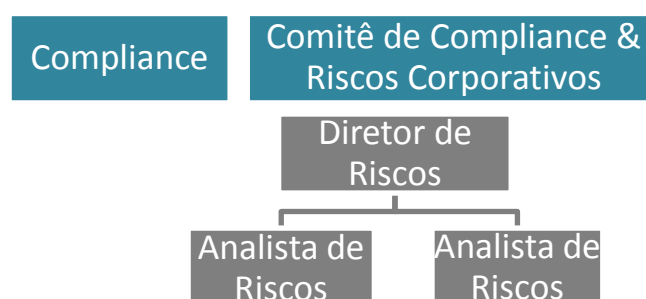 Compliance
Comitê de Compliance &
Riscos Corporativos
Diretor de
Riscos
Analista de
Riscos
Analista de
Riscos